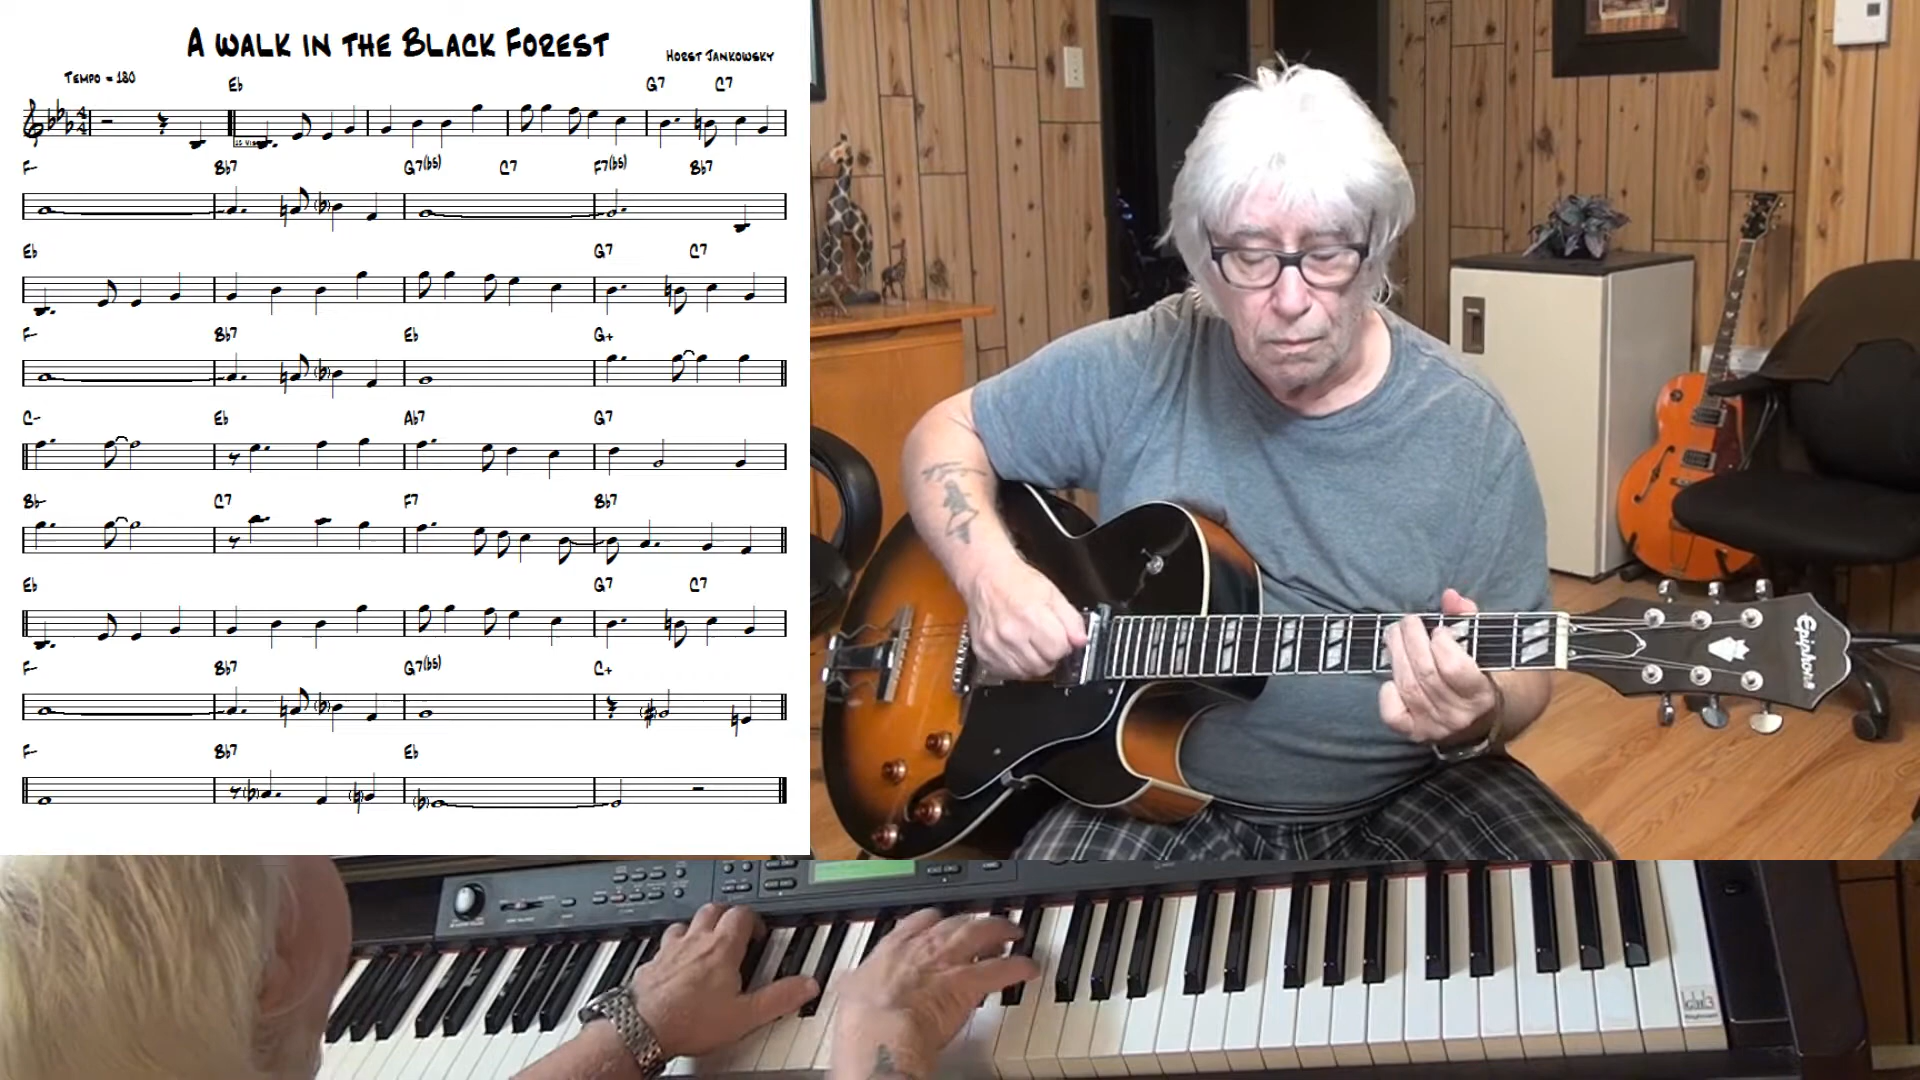 A WALK IN THE BLACK FOREST
HORST JANKOWSKY
TEMPO = 180
Eb G7 C7
4
4
F- Bb7 G7(b5) C7 F7(b5) Bb7
Eb G7 C7
F- Bb7 Eb G+
C- Eb Ab7 G7
Bb- C7 F7 Bb7
Eb G7 C7
F- Bb7 G7(b5) C+
F- Bb7 Eb
Epiphone